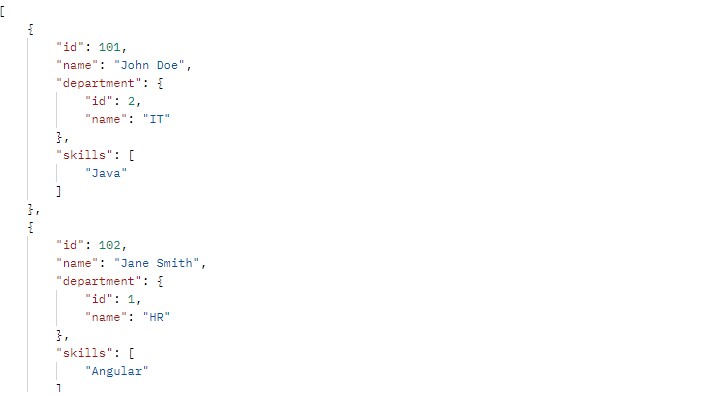 [
{
"id": 101,
"name": "John Doe",
"department": {
"id": 2,
"name": "IT"
},
"skills": [
"Java"
]
},
{
"id": 102,
"name": "Jane Smith",
"department": {
"id": 1,
"name": "HR"
},
"skills": [
"Angular"
]